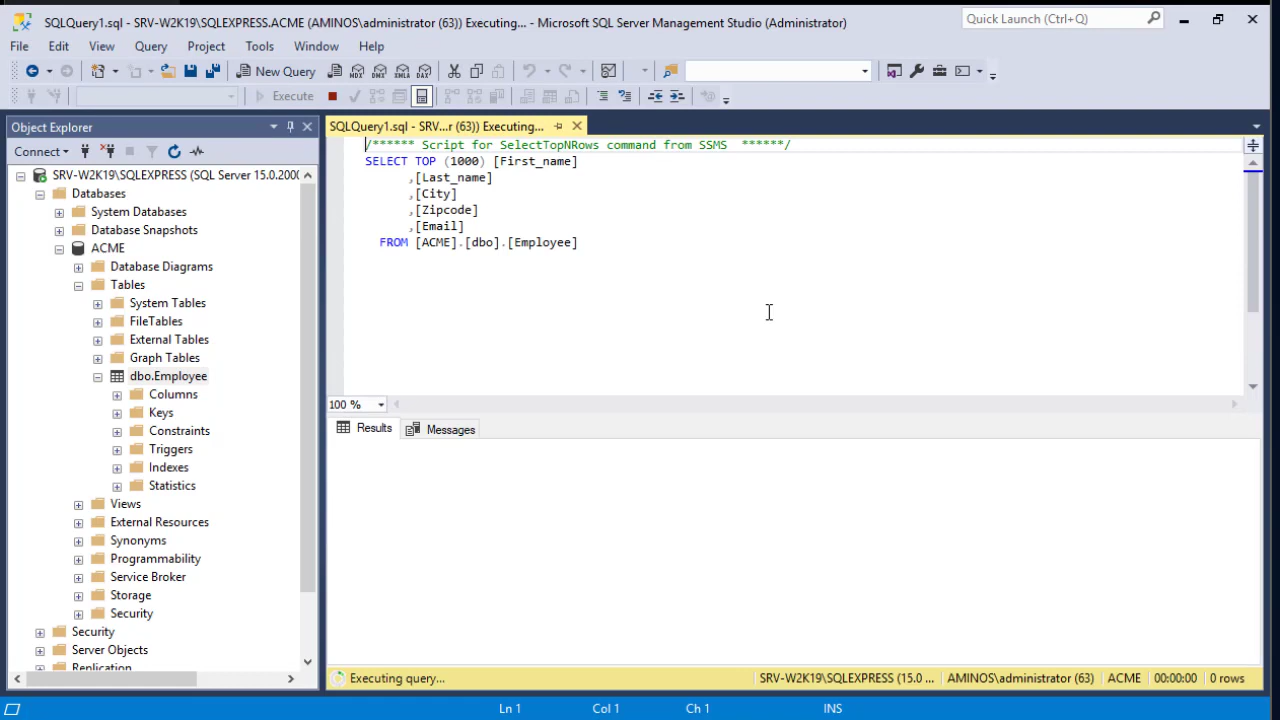 SQLQuery1.sql - SRV-W2K19\SQLEXPRESS.ACME (AMINOS\administrator (63)) Executing... - Microsoft SQL Server Management Studio (Administrator)
Quick Launch (Ctrl+Q)
File Edit View Query Project Tools Window Help
New Query MDX DMX XMLA DAX
Execute
Object Explorer
SQLQuery1.sql - SRV...r (63)) Executing...
Connect
SRV-W2K19\SQLEXPRESS (SQL Server 15.0.2000
Databases
System Databases
Database Snapshots
ACME
Database Diagrams
Tables
System Tables
FileTables
External Tables
Graph Tables
dbo.Employee
Columns
Keys
Constraints
Triggers
Indexes
Statistics
Views
External Resources
Synonyms
Programmability
Service Broker
Storage
Security
Security
Server Objects
Replication
/****** Script for SelectTopNRows command from SSMS ******/
SELECT TOP (1000) [First_name]
,[Last_name]
,[City]
,[Zipcode]
,[Email]
FROM [ACME].[dbo].[Employee]
100 %
Results Messages
Executing query... SRV-W2K19\SQLEXPRESS (15.0 ... AMINOS\administrator (63) ACME 00:00:00 0 rows
Ln 1 Col 1 Ch 1 INS